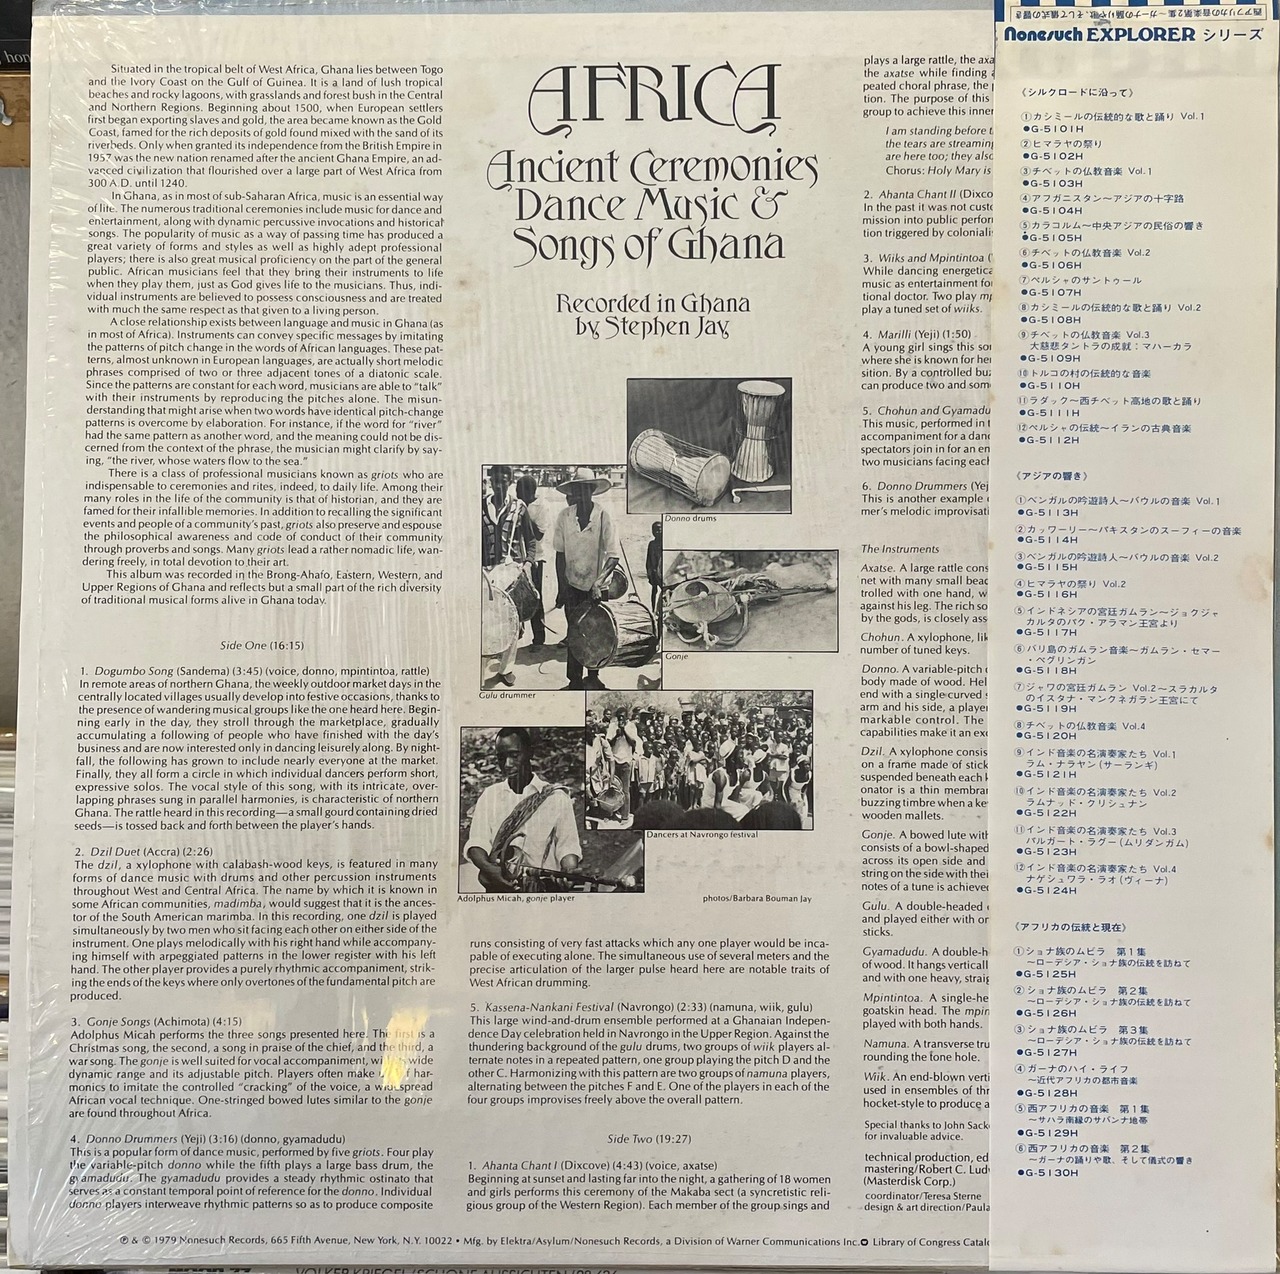 Situated in the tropical belt of West Africa, Ghana lies between Togo
and the Ivory Coast on the Gulf of Guinea. It is a land of lush tropical
beaches and rocky lagoons, with grasslands and forest bush in the Central
and Northern Regions. Beginning about 1500, when European settlers
first began exporting slaves and gold, the area became known as the Gold
Coast, famed for the rich deposits of gold found mixed with the sand of its
riverbeds. Only when granted its independence from the British Empire in
1957 was the new nation renamed after the ancient Ghana Empire, an ad-
vanced civilization that flourished over a large part of West Africa from
300 A.D. until 1240.
In Ghana, as in most of sub-Saharan Africa, music is an essential way
of life. The numerous traditional ceremonies include music for dance and
entertainment, along with dynamic percussive invocations and historical
songs. The popularity of music as a way of passing time has produced a
great variety of forms and styles as well as highly adept professional
players; there is also great musical proficiency on the part of the general
public. African musicians feel that they bring their instruments to life
when they play them, just as God gives life to the musicians. Thus, indi-
vidual instruments are believed to possess consciousness and are treated
with much the same respect as that given to a living person.
A close relationship exists between language and music in Ghana (as
in most of Africa). Instruments can convey specific messages by imitating
the patterns of pitch change in the words of African languages. These pat-
terns, almost unknown in European languages, are actually short melodic
phrases comprised of two or three adjacent tones of a diatonic scale.
Since the patterns are constant for each word, musicians are able to "talk"
with their instruments by reproducing the pitches alone. The misun-
derstanding that might arise when two words have identical pitch-change
patterns is overcome by elaboration. For instance, if the word for "river"
had the same pattern as another word, and the meaning could not be dis-
cerned from the context of the phrase, the musician might clarify by say-
ing, "the river, whose waters flow to the sea."
There is a class of professional musicians known as griots who are
indispensable to ceremonies and rites, indeed, to daily life. Among their
many roles in the life of the community is that of historian, and they are
famed for their infallible memories. In addition to recalling the significant
events and people of a community's past, griots also preserve and espouse
the philosophical awareness and code of conduct of their community
through proverbs and songs. Many griots lead a rather nomadic life, wan-
dering freely, in total devotion to their art.
This album was recorded in the Brong-Ahafo, Eastern, Western, and
Upper Regions of Ghana and reflects but a small part of the rich diversity
of traditional musical forms alive in Ghana today.
Side One (16:15)
1. Dogumbo Song (Sandema) (3:45) (voice, donno, mpintintoa, rattle)
In remote areas of northern Ghana, the weekly outdoor market days in the
centrally located villages usually develop into festive occasions, thanks to
the presence of wandering musical groups like the one heard here. Begin-
ning early in the day, they stroll through the marketplace, gradually
accumulating a following of people who have finished with the day's
business and are now interested only in dancing leisurely along. By night-
fall, the following has grown to include nearly everyone at the market.
Finally, they all form a circle in which individual dancers perform short,
expressive solos. The vocal style of this song, with its intricate, over-
lapping phrases sung in parallel harmonies, is characteristic of northern
Ghana. The rattle heard in this recording—a small gourd containing dried
seeds—is tossed back and forth between the player's hands.
2. Dzil Duet (Accra) (2:26)
The dzil, a xylophone with calabash-wood keys, is featured in many
forms of dance music with drums and other percussion instruments
throughout West and Central Africa. The name by which it is known in
some African communities, madimba, would suggest that it is the ances-
tor of the South American marimba. In this recording, one dzil is played
simultaneously by two men who sit facing each other on either side of the
instrument. One plays melodically with his right hand while accompany-
ing himself with arpeggiated patterns in the lower register with his left
hand. The other player provides a purely rhythmic accompaniment, strik-
ing the ends of the keys where only overtones of the fundamental pitch are
produced.
3. Gonje Songs (Achimota) (4:15)
Adolphus Micah performs the three songs presented here. The first is a
Christmas song, the second, a song in praise of the chief, and the third, a
war song. The gonje is well suited for vocal accompaniment, wide
dynamic range and its adjustable pitch. Players often make har-
monics to imitate the controlled "cracking" of the voice, a widespread
African vocal technique. One-stringed bowed lutes similar to the gonje
are found throughout Africa.
4. Donno Drummers (Yeji) (3:16) (donno, gyamadudu)
This is a popular form of dance music, performed by five griots. Four play
the variable-pitch donno while the fifth plays a large bass drum, the
gyamadudu. The gyamadudu provides a steady rhythmic ostinato that
serves as a constant temporal point of reference for the donno. Individual
donno players interweave rhythmic patterns so as to produce composite
AFRICA
Ancient Ceremonies
Dance Music &
Songs of Ghana
Recorded in Ghana
by Stephen Jay
Donno drums
Gonje
Gulu drummer
Dancers at Navrongo festival
Adolphus Micah, gonje player
photos/Barbara Bouman Jay
runs consisting of very fast attacks which any one player would be inca-
pable of executing alone. The simultaneous use of several meters and the
precise articulation of the larger pulse heard here are notable traits of
West African drumming.
5. Kassena-Nankani Festival (Navrongo) (2:33) (namuna, wiik, gulu)
This large wind-and-drum ensemble performed at a Ghanaian Indepen-
dence Day celebration held in Navrongo in the Upper Region. Against the
thundering background of the gulu drums, two groups of wiik players al-
ternate notes in a repeated pattern, one group playing the pitch D and the
other C. Harmonizing with this pattern are two groups of namuna players,
alternating between the pitches F and E. One of the players in each of the
four groups improvises freely above the overall pattern.
Side Two (19:27)
1. Ahanta Chant I (Dixcove) (4:43) (voice, axatse)
Beginning at sunset and lasting far into the night, a gathering of 18 women
and girls performs this ceremony of the Makaba sect (a syncretistic reli-
gious group of the Western Region). Each member of the group sings and
plays a large rattle, the axa
the axatse while finding a
peated choral phrase, the
tion. The purpose of this
group to achieve this inner
I am standing before t
the tears are streaming
are here too; they also
Chorus: Holy Mary is
2. Ahanta Chant II (Dixco
In the past it was not custo
mission into public perfor
tion triggered by colonialis
3. Wiiks and Mpintintoa (
While dancing energetica
music as entertainment fo
tional doctor. Two play mp
play a tuned set of wiiks.
4. Marilli (Yeji) (1:50)
A young girl sings this so
where she is known for her
sition. By a controlled buz
can produce two and som
5. Chohun and Gyamadu
This music, performed in t
accompaniment for a danc
spectators join in for an en
two musicians facing each
6. Donno Drummers (Yej
This is another example
mer's melodic improvisati
The Instruments
Axatse. A large rattle cons
net with many small bead
trolled with one hand, w
against his leg. The rich so
by the gods, is closely ass
Chohun. A xylophone, lik
number of tuned keys.
Donno. A variable-pitch
body made of wood. Hel
end with a single curved s
arm and his side, a player
markable control. The
capabilities make it an exc
Dzil. A xylophone consis
on a frame made of stick
suspended beneath each k
onator is a thin membran
buzzing timbre when a ke
wooden mallets.
Gonje. A bowed lute with
consists of a bowl-shaped
across its open side and
string on the side with thei
notes of a tune is achieved
Gulu. A double-headed
and played either with on
sticks.
Gyamadudu. A double-h
of wood. It hangs vertically
and with one heavy, straig
Mpintintoa. A single-he
goatskin head. The mpin
played with both hands.
Namuna. A transverse tru
rounding the tone hole.
Wiik. An end-blown verti
used in ensembles of thr
hocket-style to produce a
Special thanks to John Sack
for invaluable advice.
technical production, ed
mastering/Robert C. Ludw
(Masterdisk Corp.)
coordinator/Teresa Sterne
design & art direction/Paula
℗ & © 1979 Nonesuch Records, 665 Fifth Avenue, New York, N.Y. 10022 • Mfg. by Elektra/Asylum/Nonesuch Records, a Division of Warner Communications Inc. Library of Congress Catalo
西アフリカの音楽第2集〜ガーナの踊りや歌、そして儀式の響き
Nonesuch EXPLORER シリーズ
《シルクロードに沿って》
①カシミールの伝統的な歌と踊り Vol.1
●G-5101H
②ヒマラヤの祭り
●G-5102H
③チベットの仏教音楽 Vol.1
●G-5103H
④アフガニスタン〜アジアの十字路
●G-5104H
⑤カラコルム〜中央アジアの民俗の響き
●G-5105H
⑥チベットの仏教音楽 Vol.2
●G-5106H
⑦ペルシャのサントゥール
●G-5107H
⑧カシミールの伝統的な歌と踊り Vol.2
●G-5108H
⑨チベットの仏教音楽 Vol.3
大慈悲タントラの成就:マハーカラ
●G-5109H
⑩トルコの村の伝統的な音楽
●G-5110H
⑪ラダック〜西チベット高地の歌と踊り
●G-5111H
⑫ペルシャの伝統〜イランの古典音楽
●G-5112H
《アジアの響き》
①ベンガルの吟遊詩人〜バウルの音楽 Vol.1
●G-5113H
②カッワーリー〜パキスタンのスーフィーの音楽
●G-5114H
③ベンガルの吟遊詩人〜バウルの音楽 Vol.2
●G-5115H
④ヒマラヤの祭り Vol.2
●G-5116H
⑤インドネシアの宮廷ガムラン〜ジョクジャ
カルタのパク・アラマン王宮より
●G-5117H
⑥バリ島のガムラン音楽〜ガムラン・セマー
・ペグリンガン
●G-5118H
⑦ジャワの宮廷ガムラン Vol.2〜スラカルタ
のイスタナ・マンクネガラン王宮にて
●G-5119H
⑧チベットの仏教音楽 Vol.4
●G-5120H
⑨インド音楽の名演奏家たち Vol.1
ラム・ナラヤン(サーランギ)
●G-5121H
⑩インド音楽の名演奏家たち Vol.2
ラムナッド・クリシュナン
●G-5122H
⑪インド音楽の名演奏家たち Vol.3
パルガート・ラグー(ムリダンガム)
●G-5123H
⑫インド音楽の名演奏家たち Vol.4
ナゲシュワラ・ラオ(ヴィーナ)
●G-5124H
《アフリカの伝統と現在》
①ショナ族のムビラ 第1集
〜ローデシア・ショナ族の伝統を訪ねて
●G-5125H
②ショナ族のムビラ 第2集
〜ローデシア・ショナ族の伝統を訪ねて
●G-5126H
③ショナ族のムビラ 第3集
〜ローデシア・ショナ族の伝統を訪ねて
●G-5127H
④ガーナのハイ・ライフ
〜近代アフリカの都市音楽
●G-5128H
⑤西アフリカの音楽 第1集
〜サハラ南縁のサバンナ地帯
●G-5129H
⑥西アフリカの音楽 第2集
〜ガーナの踊りや歌、そして儀式の響き
●G-5130H